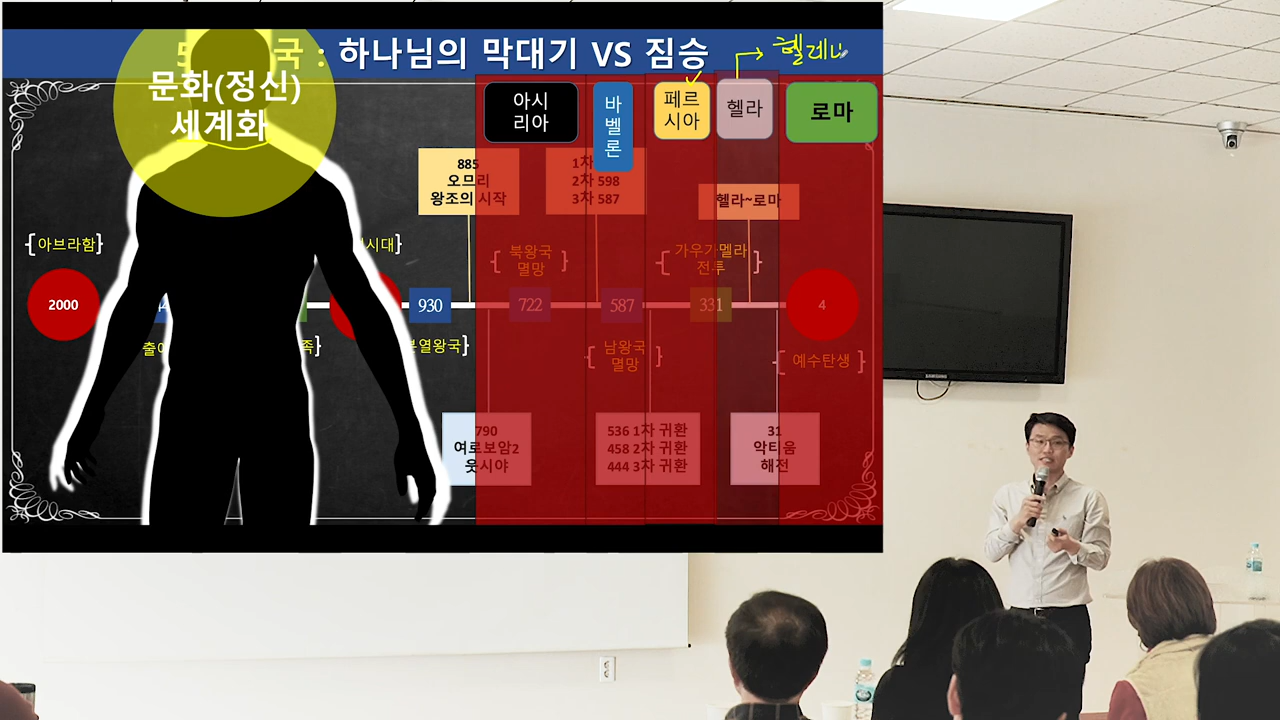 5 국 : 하나님의 막대기 VS 짐승
헬레니
문화(정신)
세계화
아시
리아
바
벨
론
페르
시아
헬라
로마
885
오므리
왕조의 시작
1차
2차 598
3차 587
헬라~로마
아브라함
시대
북왕국
멸망
가우가멜라
전투
2000
930
722
587
331
4
출
족
분열왕국
남왕국
멸망
예수탄생
790
여로보암2
웃시야
536 1차 귀환
458 2차 귀환
444 3차 귀환
31
악티움
해전
SAMSUNG